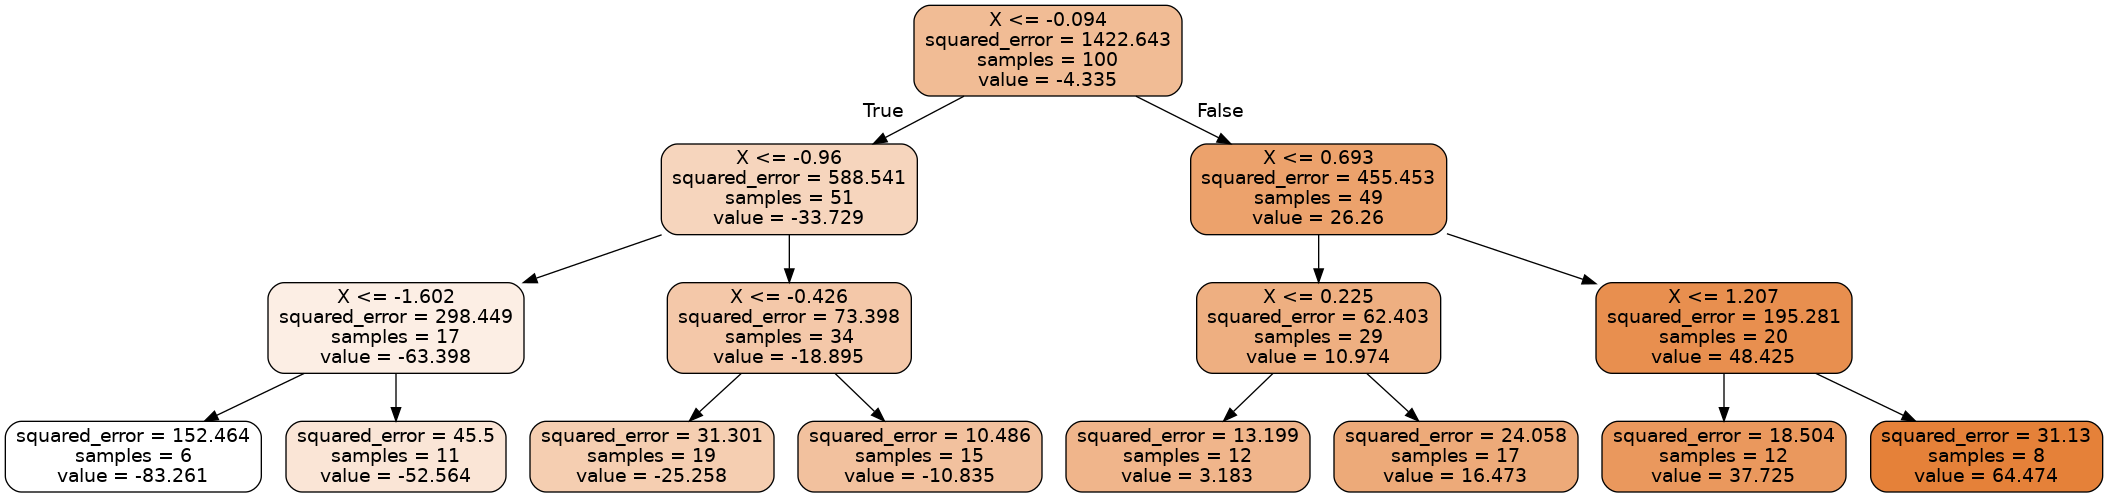 X <= -0.094
squared_error = 1422.643
samples = 100
value = -4.335
True
False
X <= -0.96
squared_error = 588.541
samples = 51
value = -33.729
X <= 0.693
squared_error = 455.453
samples = 49
value = 26.26
X <= -1.602
squared_error = 298.449
samples = 17
value = -63.398
X <= -0.426
squared_error = 73.398
samples = 34
value = -18.895
X <= 0.225
squared_error = 62.403
samples = 29
value = 10.974
X <= 1.207
squared_error = 195.281
samples = 20
value = 48.425
squared_error = 152.464
samples = 6
value = -83.261
squared_error = 45.5
samples = 11
value = -52.564
squared_error = 31.301
samples = 19
value = -25.258
squared_error = 10.486
samples = 15
value = -10.835
squared_error = 13.199
samples = 12
value = 3.183
squared_error = 24.058
samples = 17
value = 16.473
squared_error = 18.504
samples = 12
value = 37.725
squared_error = 31.13
samples = 8
value = 64.474